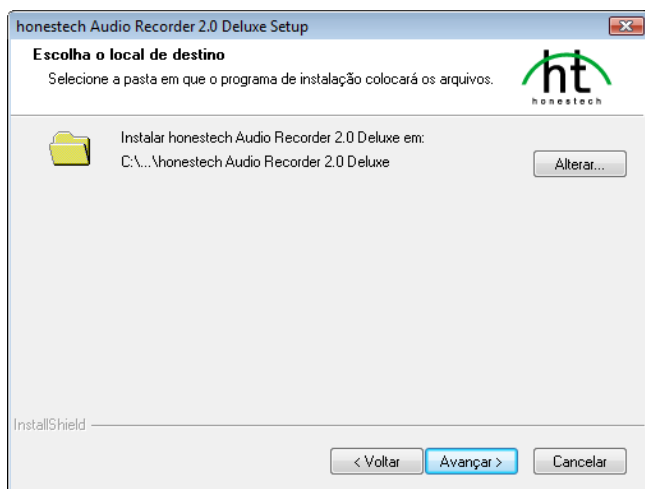 honestech Audio Recorder 2.0 Deluxe Setup
Escolha o local de destino
Selecione a pasta em que o programa de instalação colocará os arquivos.
ht
honestech
Instalar honestech Audio Recorder 2.0 Deluxe em:
C:\...\honestech Audio Recorder 2.0 Deluxe
Alterar...
InstallShield
< Voltar
Avançar >
Cancelar